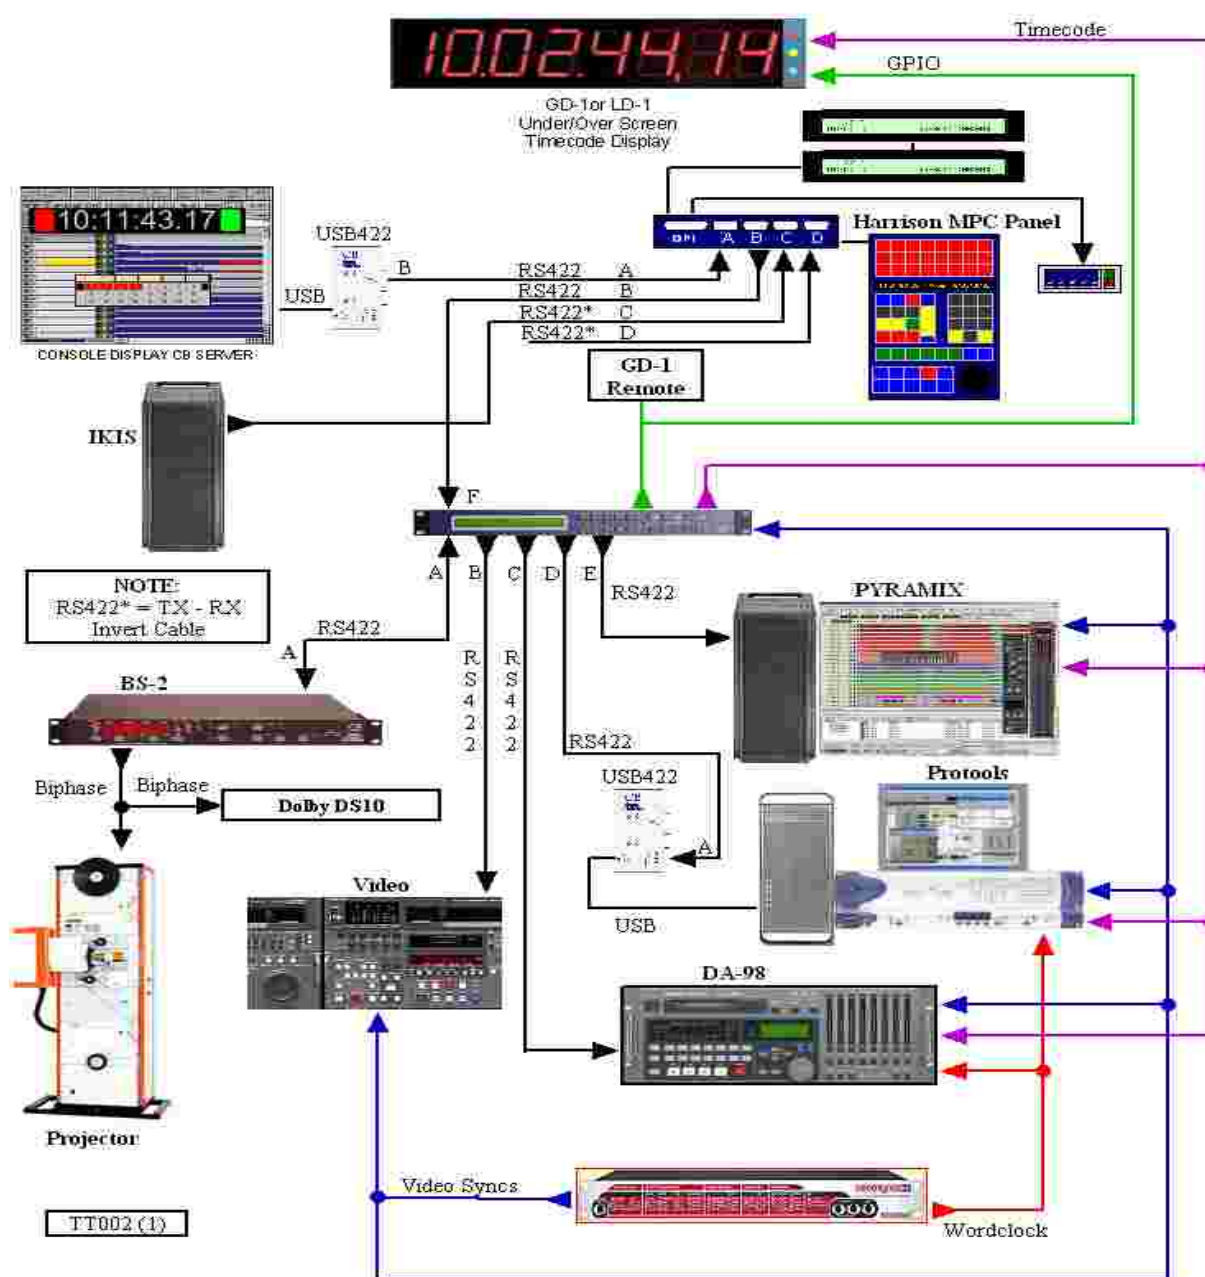 10.02.44.14
Timecode
GPIO
GD-1or LD-1
Under/Over Screen
Timecode Display
10:11:43.17
USB422
B
USB
CONSOLE DISPLAY CB SERVER
GPI A B C D
Harrison MPC Panel
RS422 A
RS422 B
RS422* C
RS422* D
GD-1
Remote
IKIS
F
A B C D E
RS422
PYRAMIX
NOTE:
RS422* = TX - RX
Invert Cable
RS422
A
BS-2
RS422
RS422
RS422
USB422
A
USB
Biphase
Biphase
Dolby DS10
Protools
Video
DA-98
Projector
Video Syncs
Wordclock
TT002 (1)